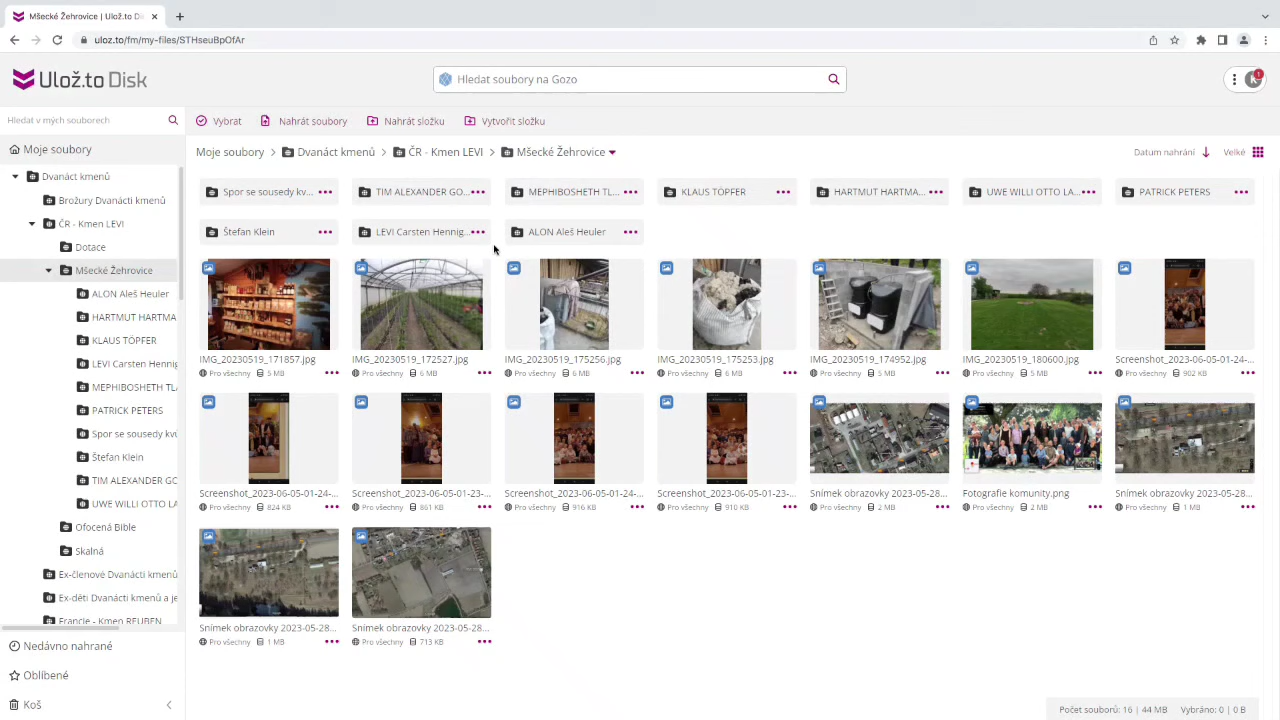 Mšecké Žehrovice | Ulož.to Di
uloz.to/fm/my-files/STHseuBpOfAr
Ulož.to Disk
Hledat soubory na Gozo
K
1
Hledat v mých souborech
Vybrat
Nahrát soubory
Nahrát složku
Vytvořit složku
Moje soubory
Moje soubory > Dvanáct kmenů > ČR - Kmen LEVI > Mšecké Žehrovice
Datum nahrání
Velké
Dvanáct kmenů
Brožury Dvanácti kmenů
ČR - Kmen LEVI
Dotace
Mšecké Žehrovice
ALON Aleš Heuler
HARTMUT HARTMA
KLAUS TÖPFER
LEVI Carsten Hennig
MEPHIBOSHETH TLA
PATRICK PETERS
Spor se sousedy kvů
Štefan Klein
TIM ALEXANDER GO
UWE WILLI OTTO LA
Ofocená Bible
Skalná
Ex-členové Dvanácti kmenů
Ex-děti Dvanácti kmenů a je
Francie - Kmen REUBEN
Nedávno nahrané
Oblíbené
Koš
Spor se sousedy kv...
TIM ALEXANDER GO...
MEPHIBOSHETH TL...
KLAUS TÖPFER
HARTMUT HARTMA...
UWE WILLI OTTO LA...
PATRICK PETERS
Štefan Klein
LEVI Carsten Hennig...
ALON Aleš Heuler
IMG_20230519_171857.jpg
Pro všechny 5 MB
IMG_20230519_172527.jpg
Pro všechny 6 MB
IMG_20230519_175256.jpg
Pro všechny 6 MB
IMG_20230519_175253.jpg
Pro všechny 6 MB
IMG_20230519_174952.jpg
Pro všechny 5 MB
IMG_20230519_180600.jpg
Pro všechny 5 MB
Screenshot_2023-06-05-01-24-...
Pro všechny 902 KB
Screenshot_2023-06-05-01-24-...
Pro všechny 824 KB
Screenshot_2023-06-05-01-23-...
Pro všechny 861 KB
Screenshot_2023-06-05-01-24-...
Pro všechny 916 KB
Screenshot_2023-06-05-01-23-...
Pro všechny 910 KB
Snímek obrazovky 2023-05-28...
Pro všechny 2 MB
Fotografie komunity.png
Pro všechny 2 MB
Snímek obrazovky 2023-05-28...
Pro všechny 1 MB
Snímek obrazovky 2023-05-28...
Pro všechny 1 MB
Snímek obrazovky 2023-05-28...
Pro všechny 713 KB
Počet souborů: 16 | 44 MB
Vybráno: 0 | 0 B